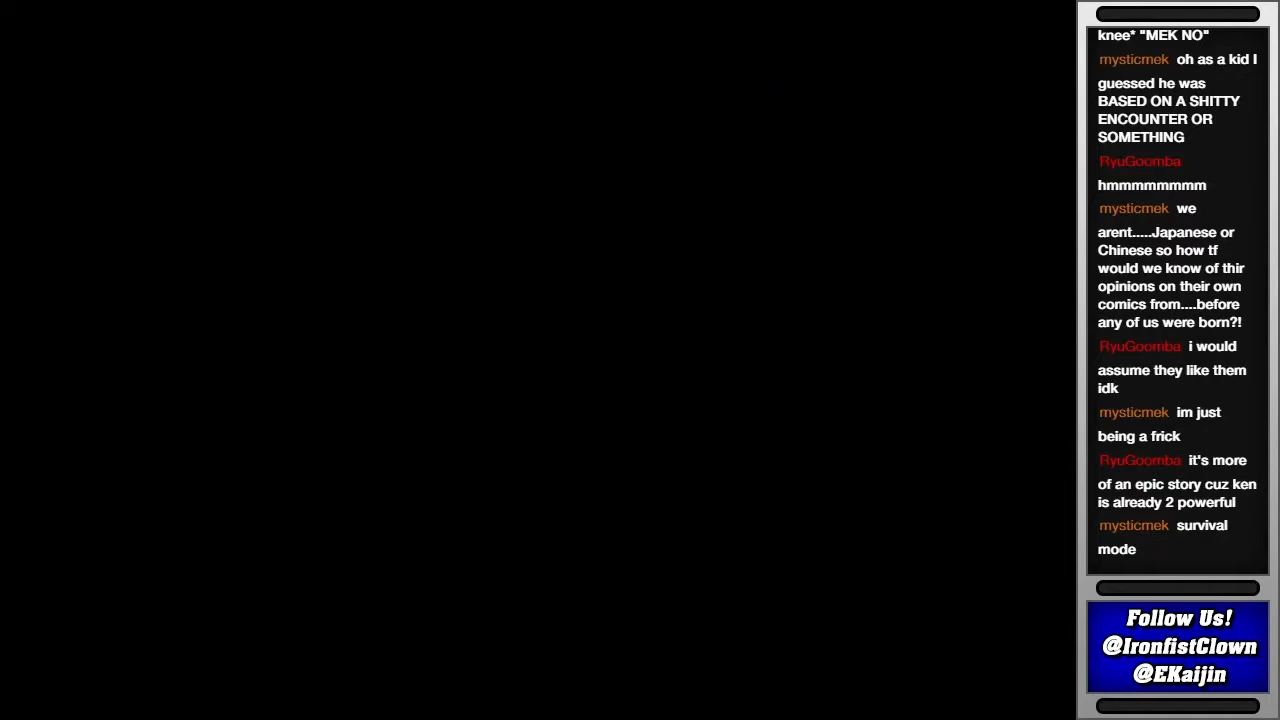 knee* "MEK NO"
mysticmek oh as a kid I
guessed he was
BASED ON A SHITTY
ENCOUNTER OR
SOMETHING
RyuGoomba
hmmmmmmmm
mysticmek we
arent.....Japanese or
Chinese so how tf
would we know of thir
opinions on their own
comics from....before
any of us were born?!
RyuGoomba i would
assume they like them
idk
mysticmek im just
being a frick
RyuGoomba it's more
of an epic story cuz ken
is already 2 powerful
mysticmek survival
mode
Follow Us!
@IronfistClown
@EKaijin